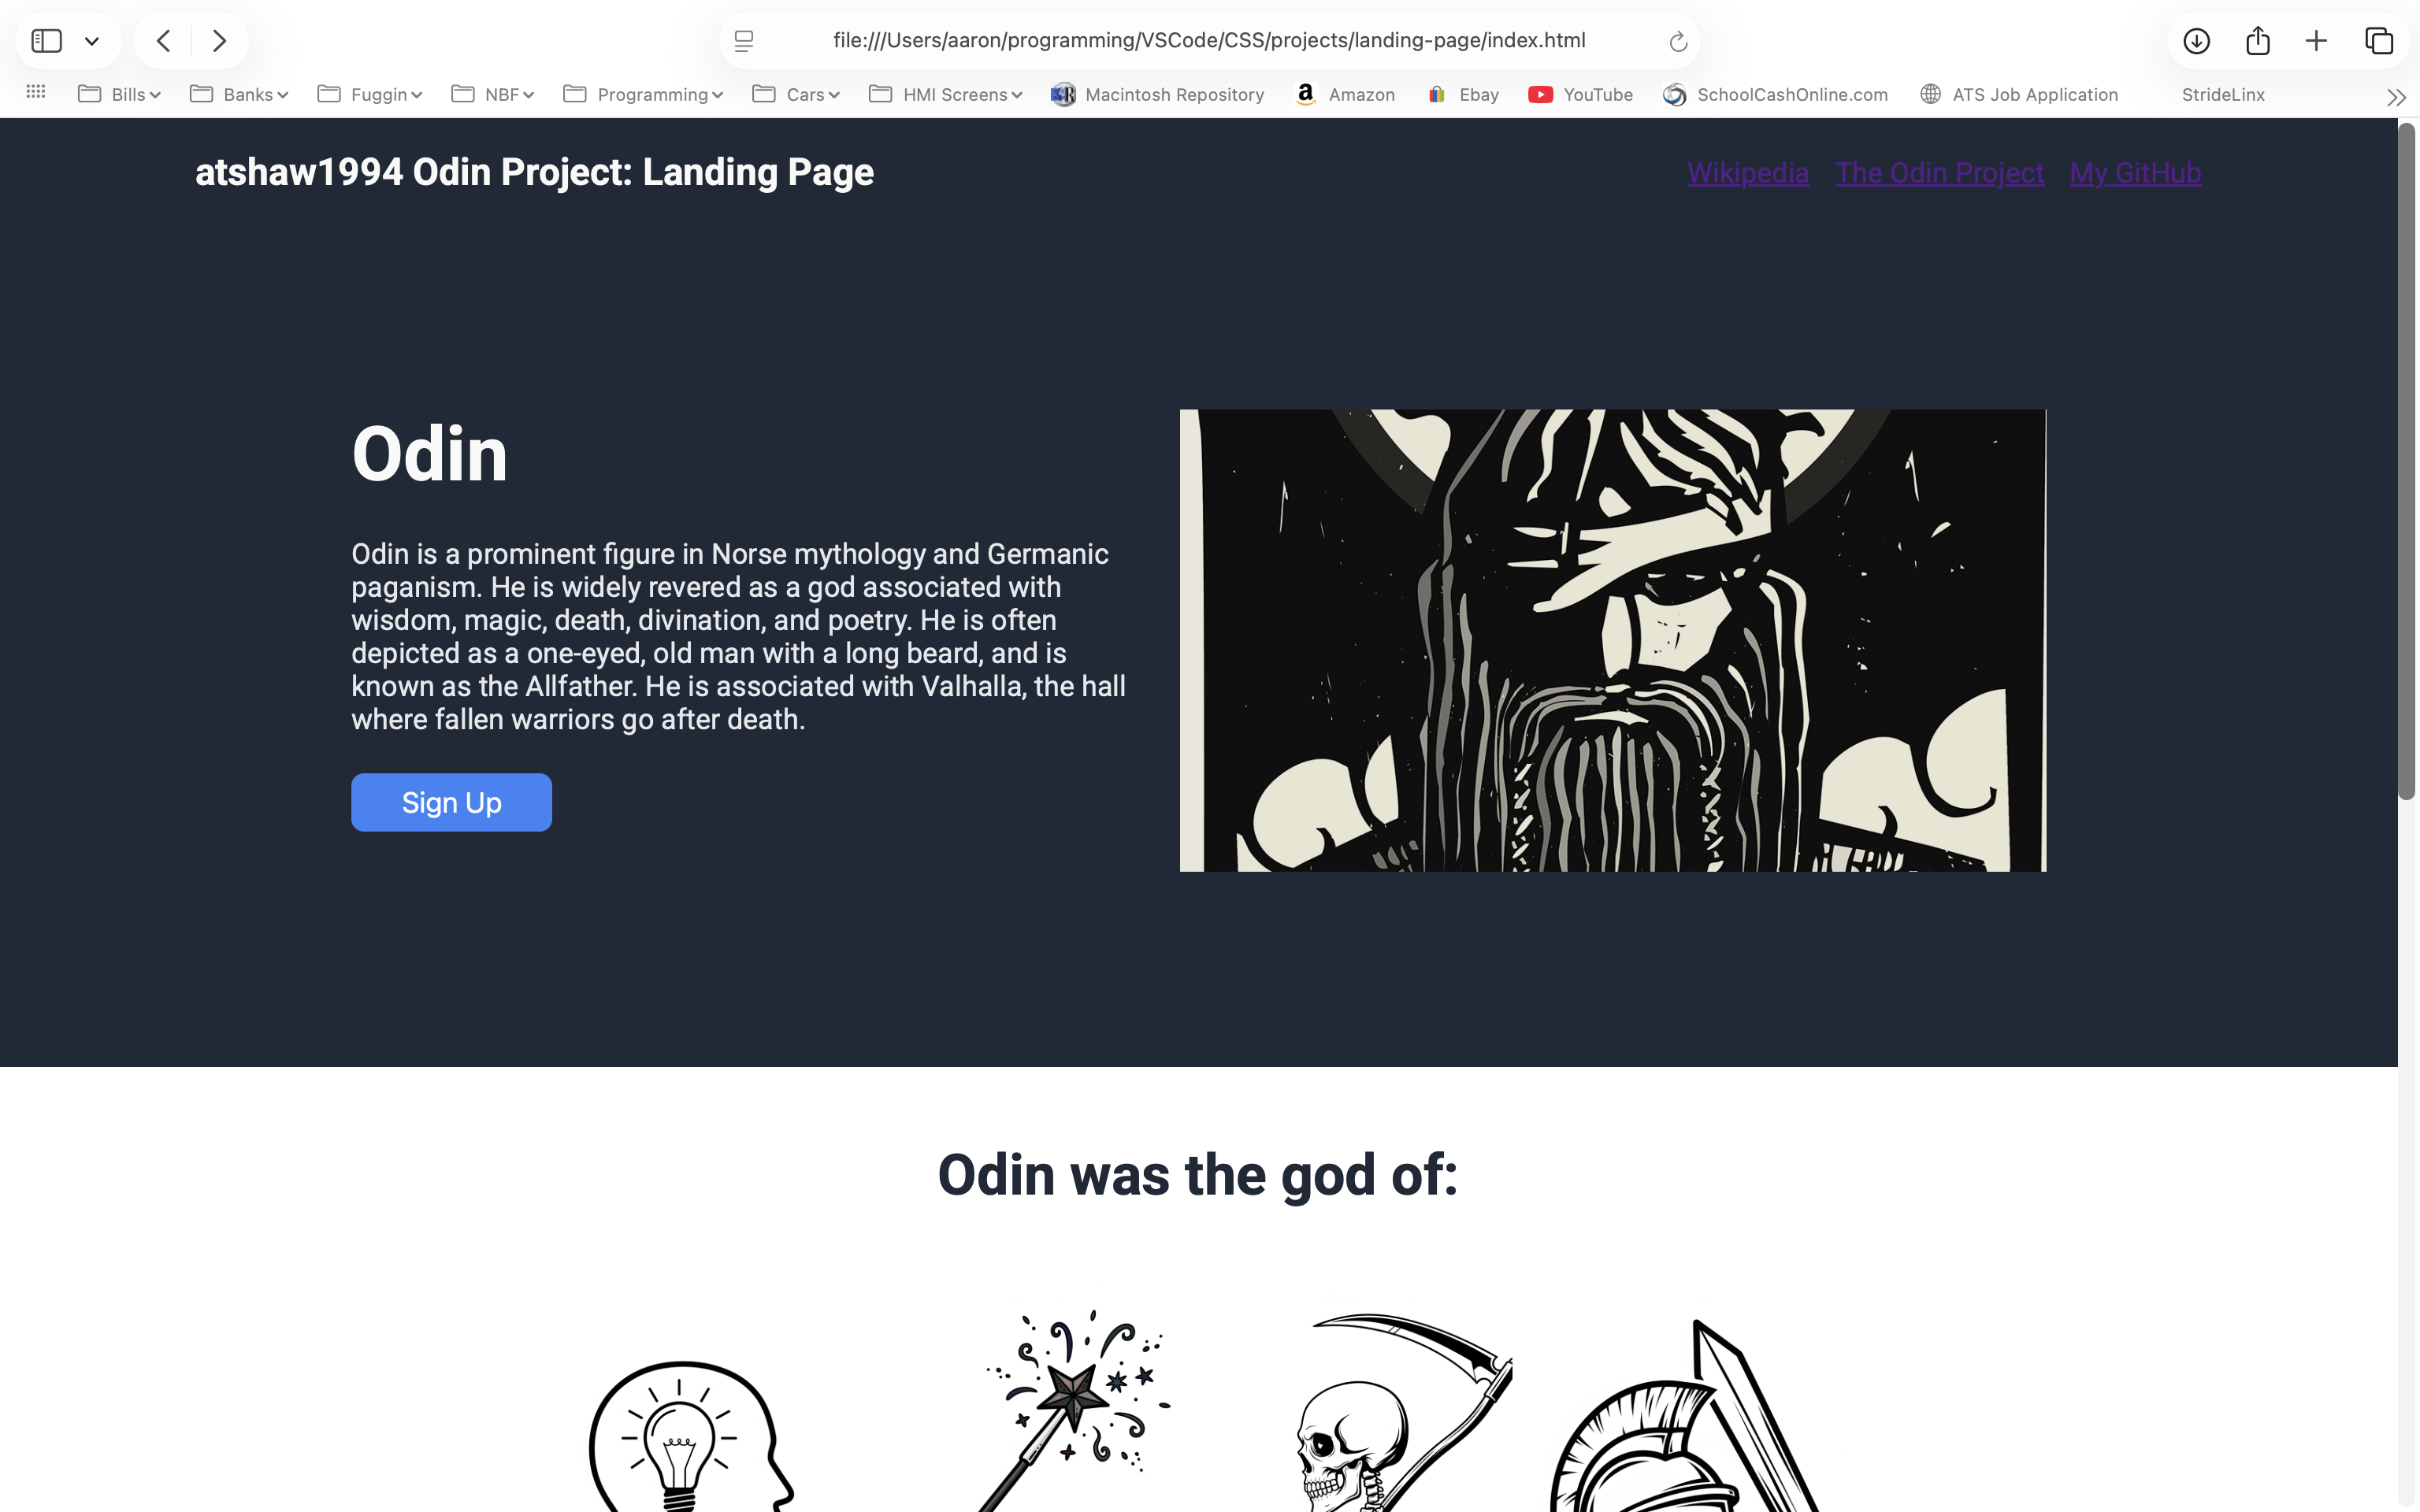 file:///Users/aaron/programming/VSCode/CSS/projects/landing-page/index.html
Bills Banks Fuggin NBF Programming Cars HMI Screens Macintosh Repository Amazon Ebay YouTube SchoolCashOnline.com ATS Job Application StrideLinx
atshaw1994 Odin Project: Landing Page Wikipedia The Odin Project My GitHub
Odin
Odin is a prominent figure in Norse mythology and Germanic
paganism. He is widely revered as a god associated with
wisdom, magic, death, divination, and poetry. He is often
depicted as a one-eyed, old man with a long beard, and is
known as the Allfather. He is associated with Valhalla, the hall
where fallen warriors go after death.
Sign Up
Odin was the god of: